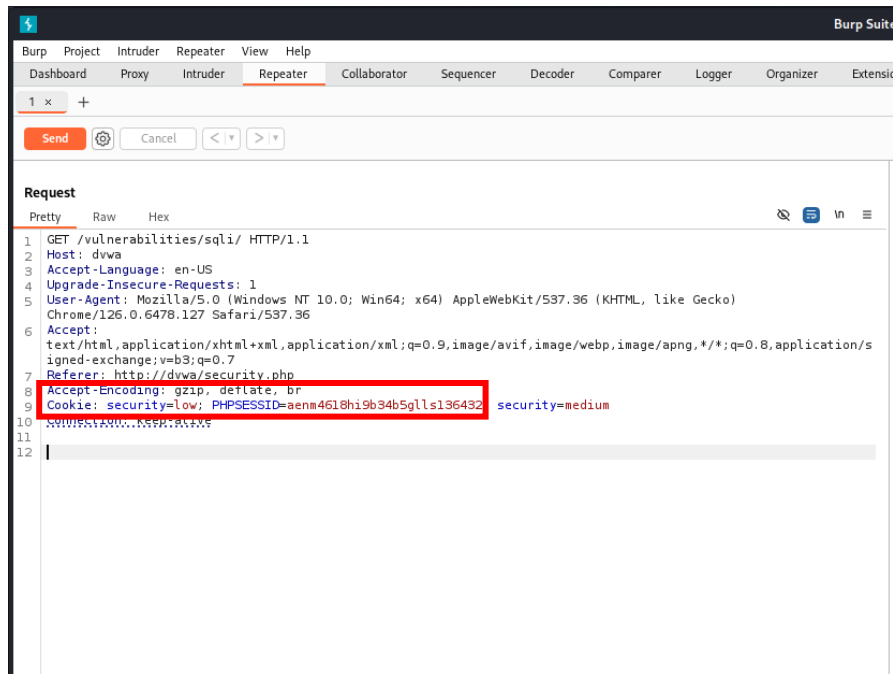 Burp Suite
Burp Project Intruder Repeater View Help
Dashboard Proxy Intruder Repeater Collaborator Sequencer Decoder Comparer Logger Organizer
1 × +
Send Cancel < >
Request
Pretty Raw Hex \n
1 GET /vulnerabilities/sqli/ HTTP/1.1
2 Host: dvwa
3 Accept-Language: en-US
4 Upgrade-Insecure-Requests: 1
5 User-Agent: Mozilla/5.0 (Windows NT 10.0; Win64; x64) AppleWebKit/537.36 (KHTML, like Gecko)
Chrome/126.0.6478.127 Safari/537.36
6 Accept:
text/html,application/xhtml+xml,application/xml;q=0.9,image/avif,image/webp,image/apng,*/*;q=0.8,application/s
igned-exchange;v=b3;q=0.7
7 Referer: http://dvwa/security.php
8 Accept-Encoding: gzip, deflate, br
9 Cookie: security=low; PHPSESSID=aenm4618hi9b34b5glls136432 security=medium
10 Connection: keep-alive
11
12